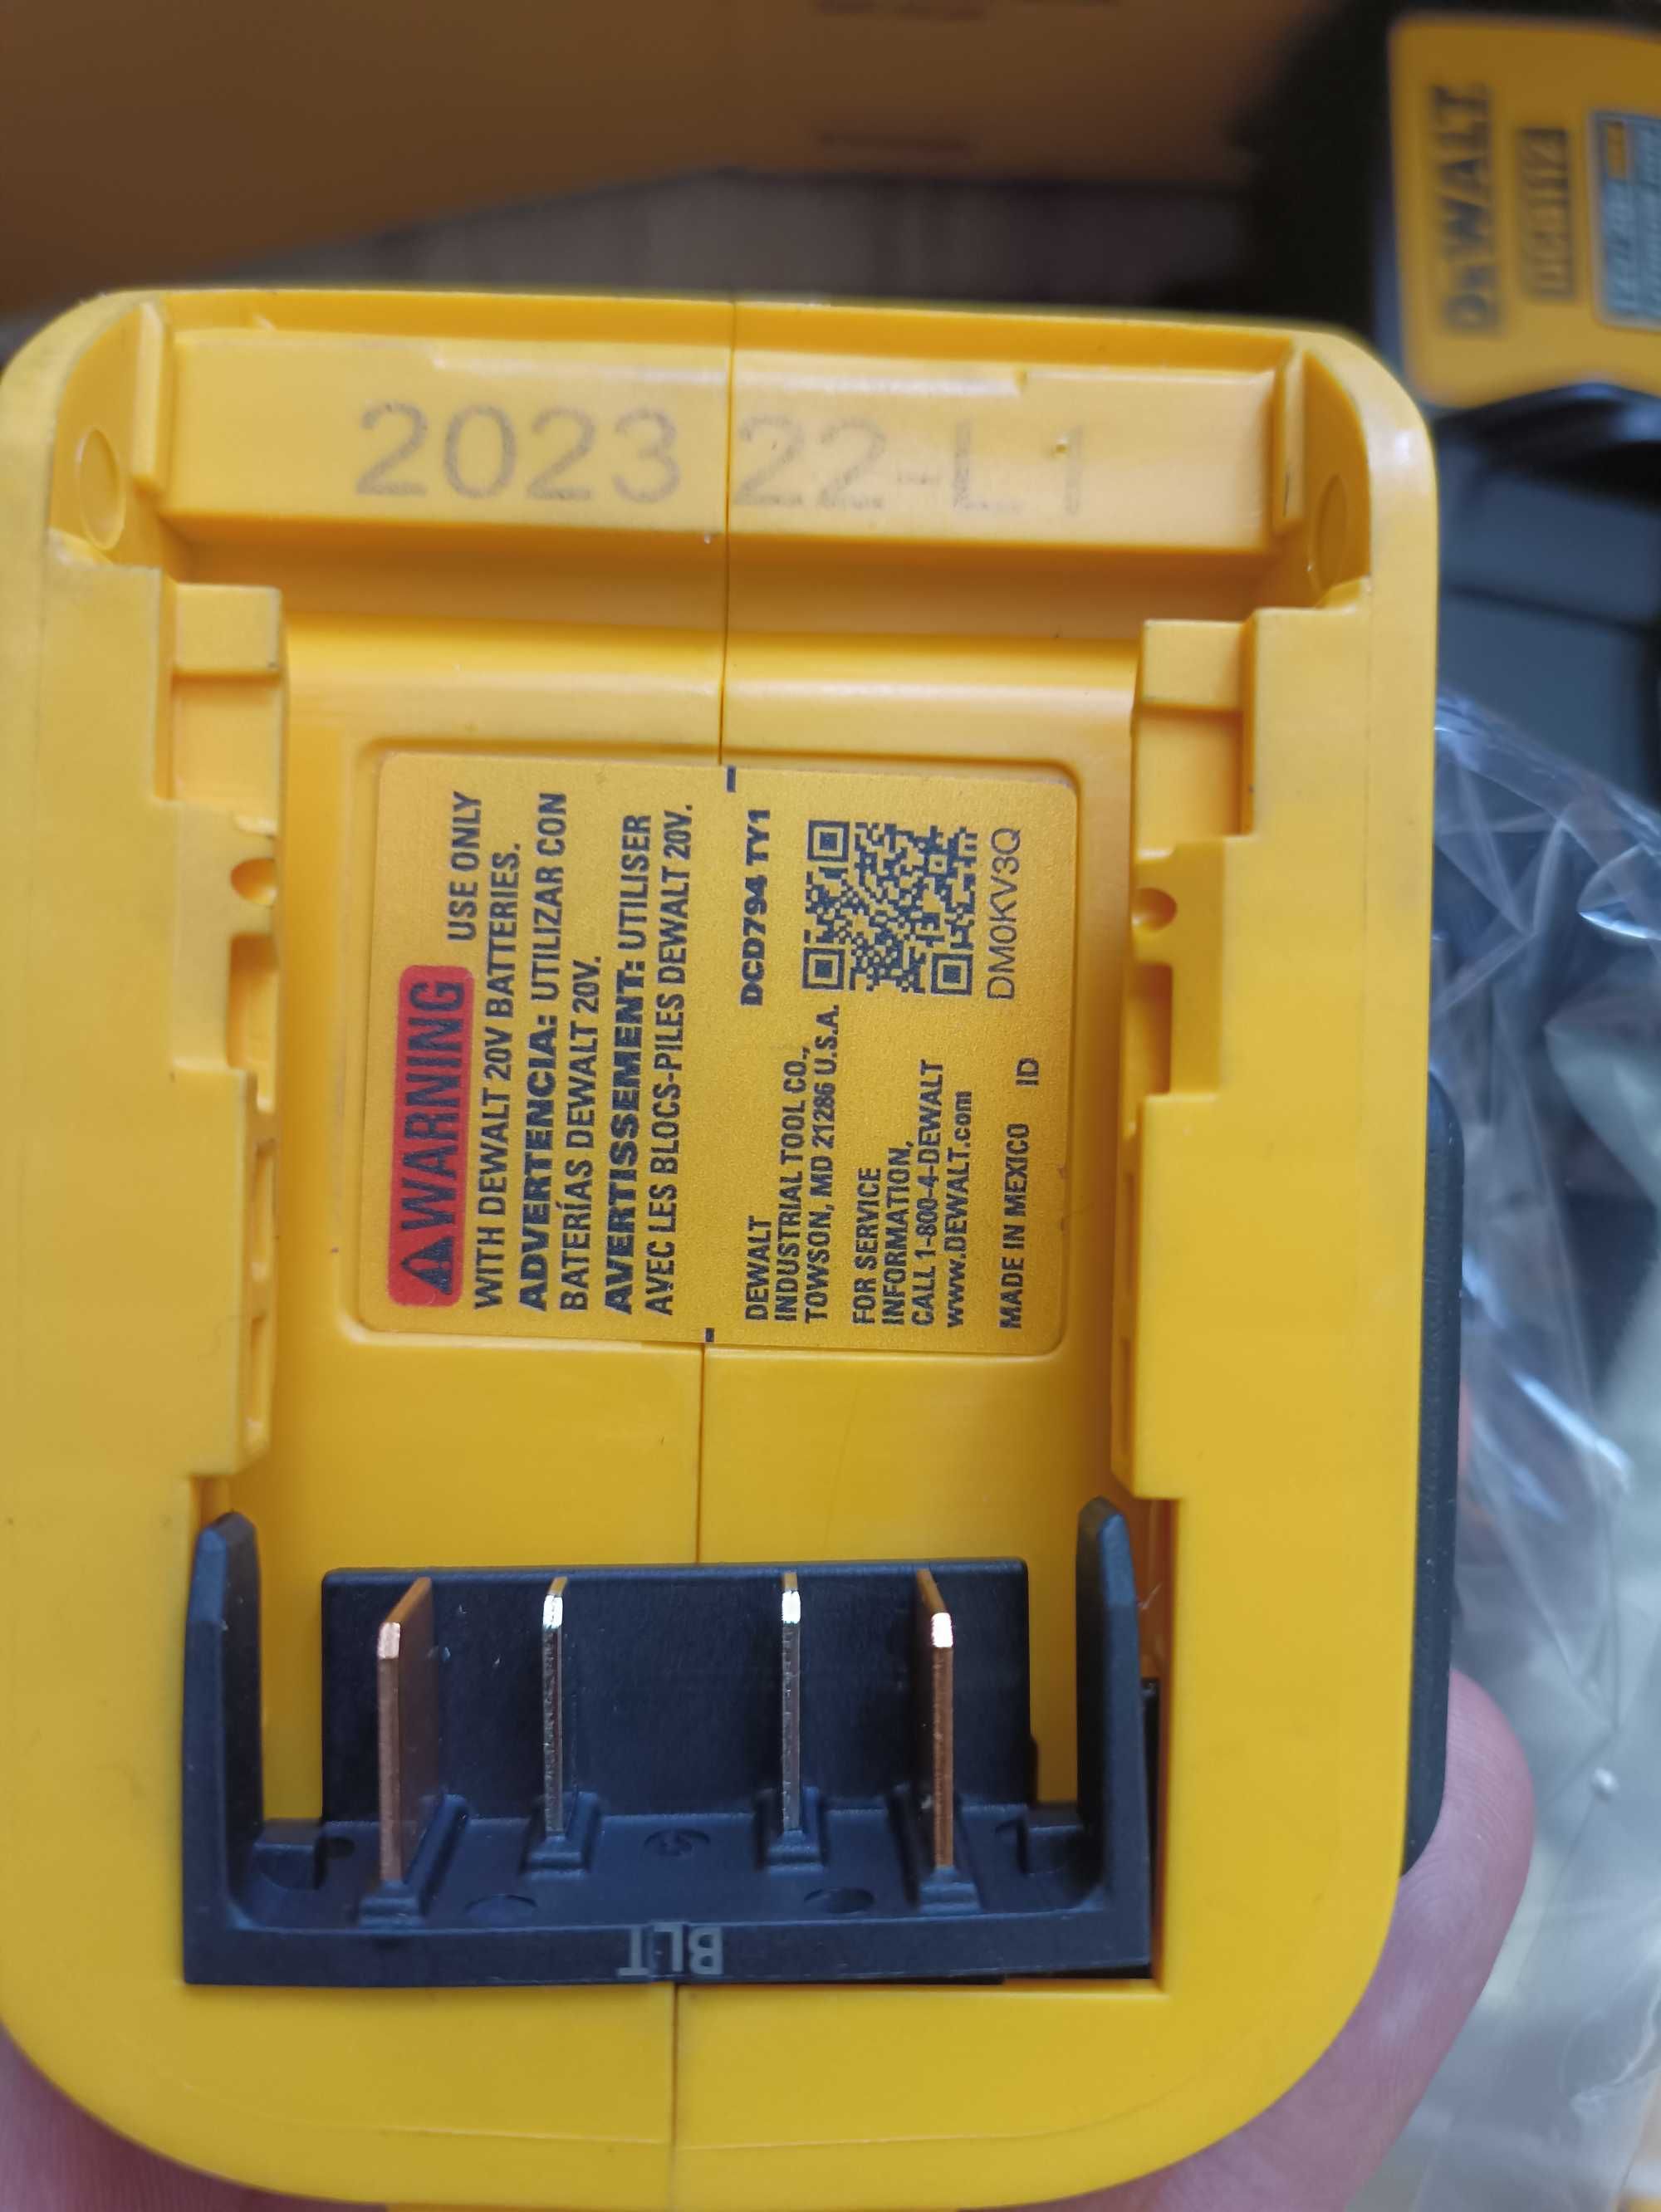 DEWALT
2023 22-L 1
WARNING USE ONLY
WITH DEWALT 20V BATTERIES.
ADVERTENCIA: UTILIZAR CON
BATERÍAS DEWALT 20V.
AVERTISSEMENT: UTILISER
AVEC LES BLOCS-PILES DEWALT 20V.
DCD794 TY1
DEWALT
INDUSTRIAL TOOL CO.,
TOWSON, MD 21286 U.S.A.
FOR SERVICE
INFORMATION,
CALL 1-800-4-DEWALT
www.DEWALT.com
MADE IN MEXICO ID
DM0KV3Q
BLT